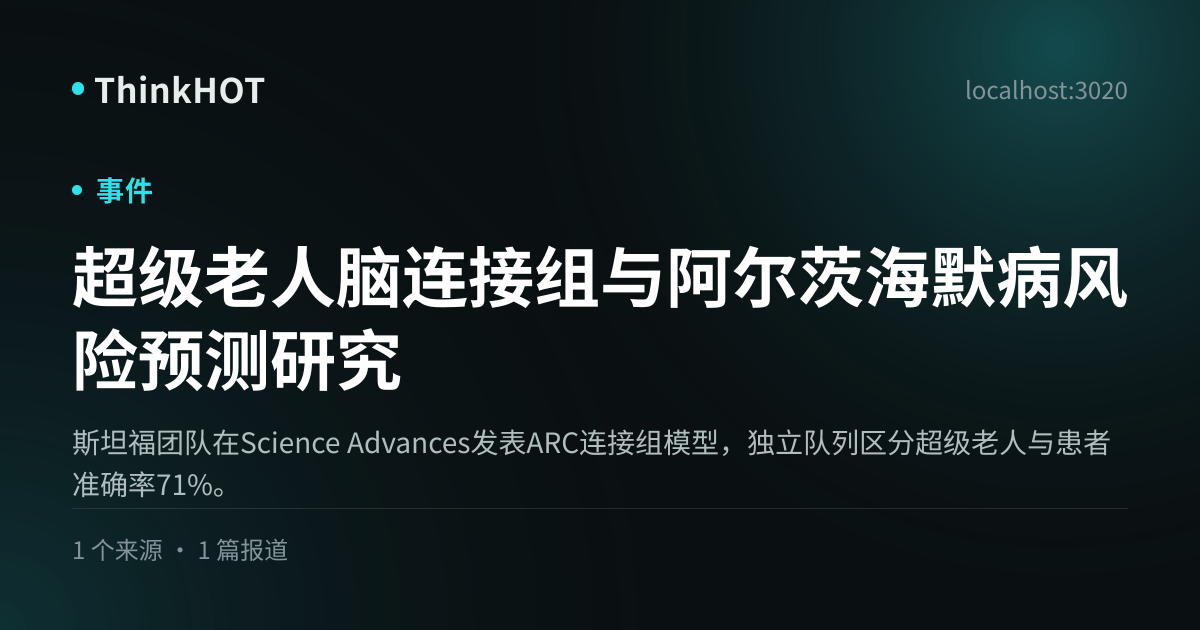 ThinkHOT
localhost:3020
事件
超级老人脑连接组与阿尔茨海默病风
险预测研究
斯坦福团队在Science Advances发表ARC连接组模型，独立队列区分超级老人与患者
准确率71%。
1 个来源 · 1 篇报道